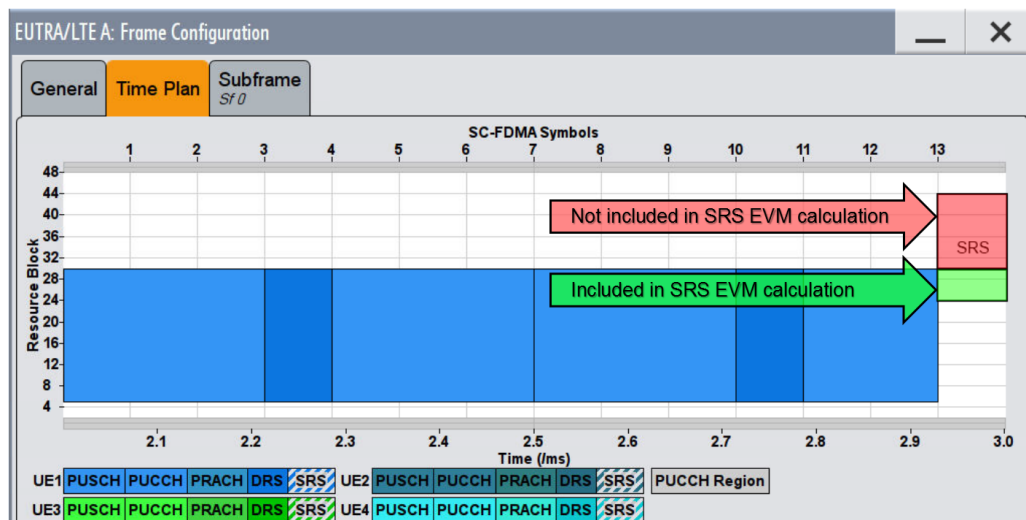 EUTRA/LTE A: Frame Configuration
General Time Plan Subframe
Sf 0
SC-FDMA Symbols
1 2 3 4 5 6 7 8 9 10 11 12 13
48
44
Not included in SRS EVM calculation
40
36
SRS
32
28
Included in SRS EVM calculation
24
20
16
12
8
4
Resource Block
2.1 2.2 2.3 2.4 2.5 2.6 2.7 2.8 2.9 3.0
Time (/ms)
UE1 PUSCH PUCCH PRACH DRS SRS UE2 PUSCH PUCCH PRACH DRS SRS PUCCH Region
UE3 PUSCH PUCCH PRACH DRS SRS UE4 PUSCH PUCCH PRACH DRS SRS